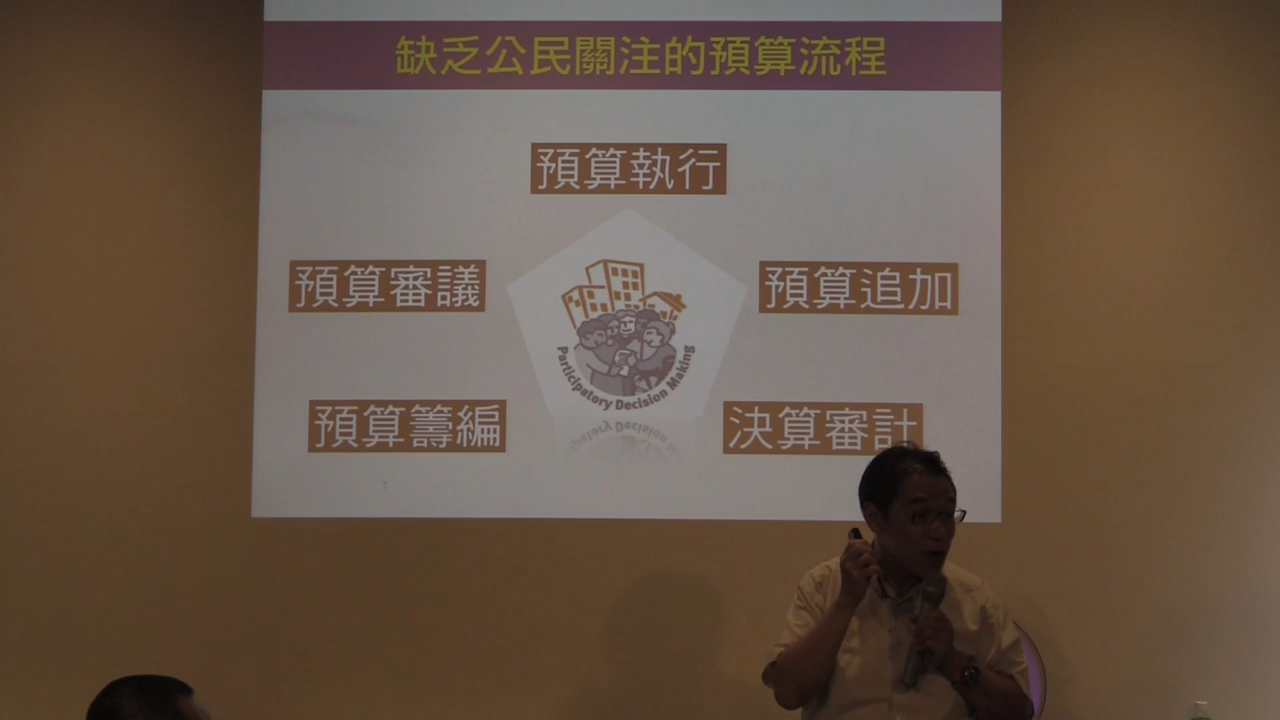 缺乏公民關注的預算流程
預算執行
預算審議
預算追加
Participatory Decision Making
預算籌編
決算審計